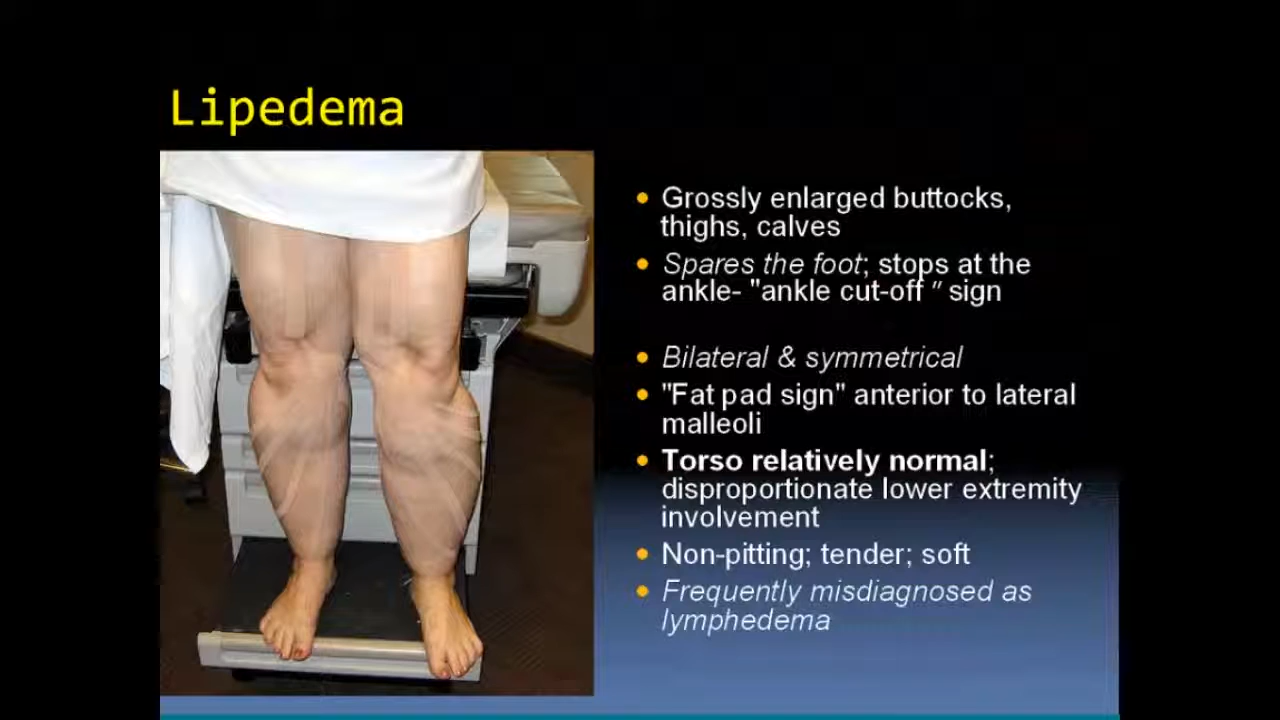 Lipedema
• Grossly enlarged buttocks,
thighs, calves
• Spares the foot; stops at the
ankle- "ankle cut-off " sign
• Bilateral & symmetrical
• "Fat pad sign" anterior to lateral
malleoli
• Torso relatively normal;
disproportionate lower extremity
involvement
• Non-pitting; tender; soft
• Frequently misdiagnosed as
lymphedema